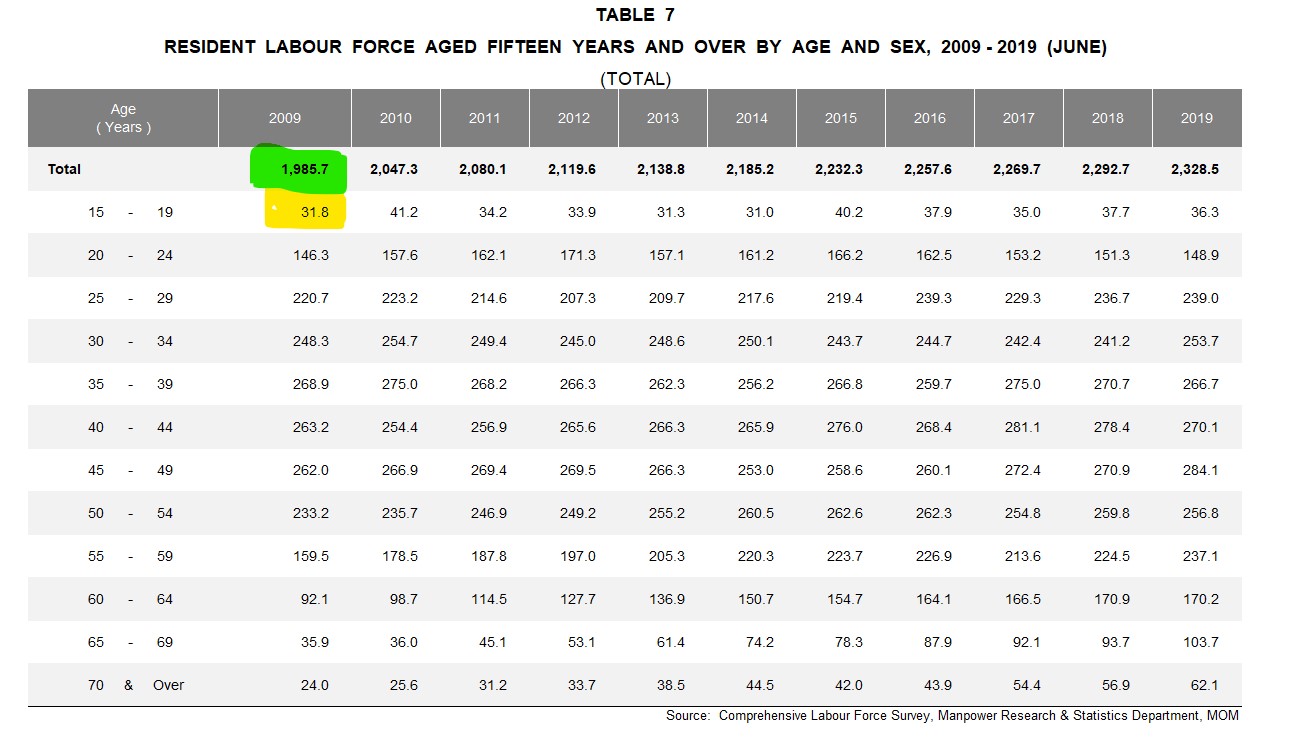 TABLE 7
RESIDENT LABOUR FORCE AGED FIFTEEN YEARS AND OVER BY AGE AND SEX, 2009 - 2019 (JUNE)
(TOTAL)
Age
( Years ) 2009 2010 2011 2012 2013 2014 2015 2016 2017 2018 2019
Total 1,985.7 2,047.3 2,080.1 2,119.6 2,138.8 2,185.2 2,232.3 2,257.6 2,269.7 2,292.7 2,328.5
15 - 19 31.8 41.2 34.2 33.9 31.3 31.0 40.2 37.9 35.0 37.7 36.3
20 - 24 146.3 157.6 162.1 171.3 157.1 161.2 166.2 162.5 153.2 151.3 148.9
25 - 29 220.7 223.2 214.6 207.3 209.7 217.6 219.4 239.3 229.3 236.7 239.0
30 - 34 248.3 254.7 249.4 245.0 248.6 250.1 243.7 244.7 242.4 241.2 253.7
35 - 39 268.9 275.0 268.2 266.3 262.3 256.2 266.8 259.7 275.0 270.7 266.7
40 - 44 263.2 254.4 256.9 265.6 266.3 265.9 276.0 268.4 281.1 278.4 270.1
45 - 49 262.0 266.9 269.4 269.5 266.3 253.0 258.6 260.1 272.4 270.9 284.1
50 - 54 233.2 235.7 246.9 249.2 255.2 260.5 262.6 262.3 254.8 259.8 256.8
55 - 59 159.5 178.5 187.8 197.0 205.3 220.3 223.7 226.9 213.6 224.5 237.1
60 - 64 92.1 98.7 114.5 127.7 136.9 150.7 154.7 164.1 166.5 170.9 170.2
65 - 69 35.9 36.0 45.1 53.1 61.4 74.2 78.3 87.9 92.1 93.7 103.7
70 & Over 24.0 25.6 31.2 33.7 38.5 44.5 42.0 43.9 54.4 56.9 62.1
Source: Comprehensive Labour Force Survey, Manpower Research & Statistics Department, MOM